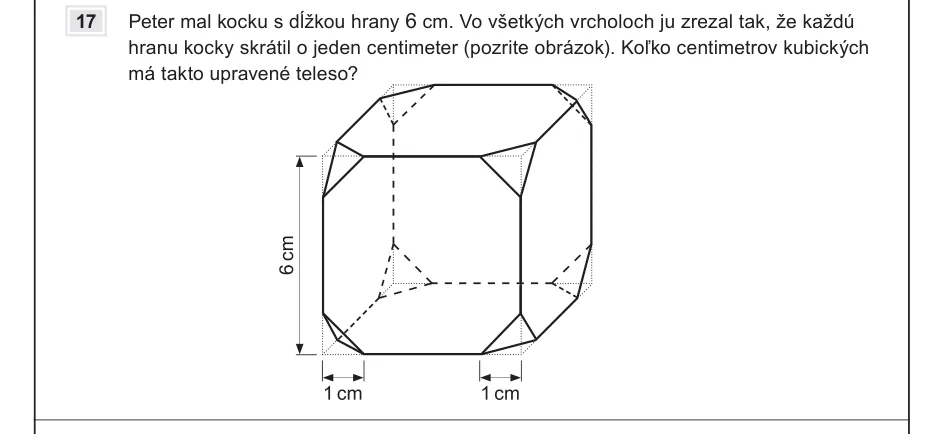 17 Peter mal kocku s dĺžkou hrany 6 cm. Vo všetkých vrcholoch ju zrezal tak, že každú
hranu kocky skrátil o jeden centimeter (pozrite obrázok). Koľko centimetrov kubických
má takto upravené teleso?
6 cm
1 cm 1 cm